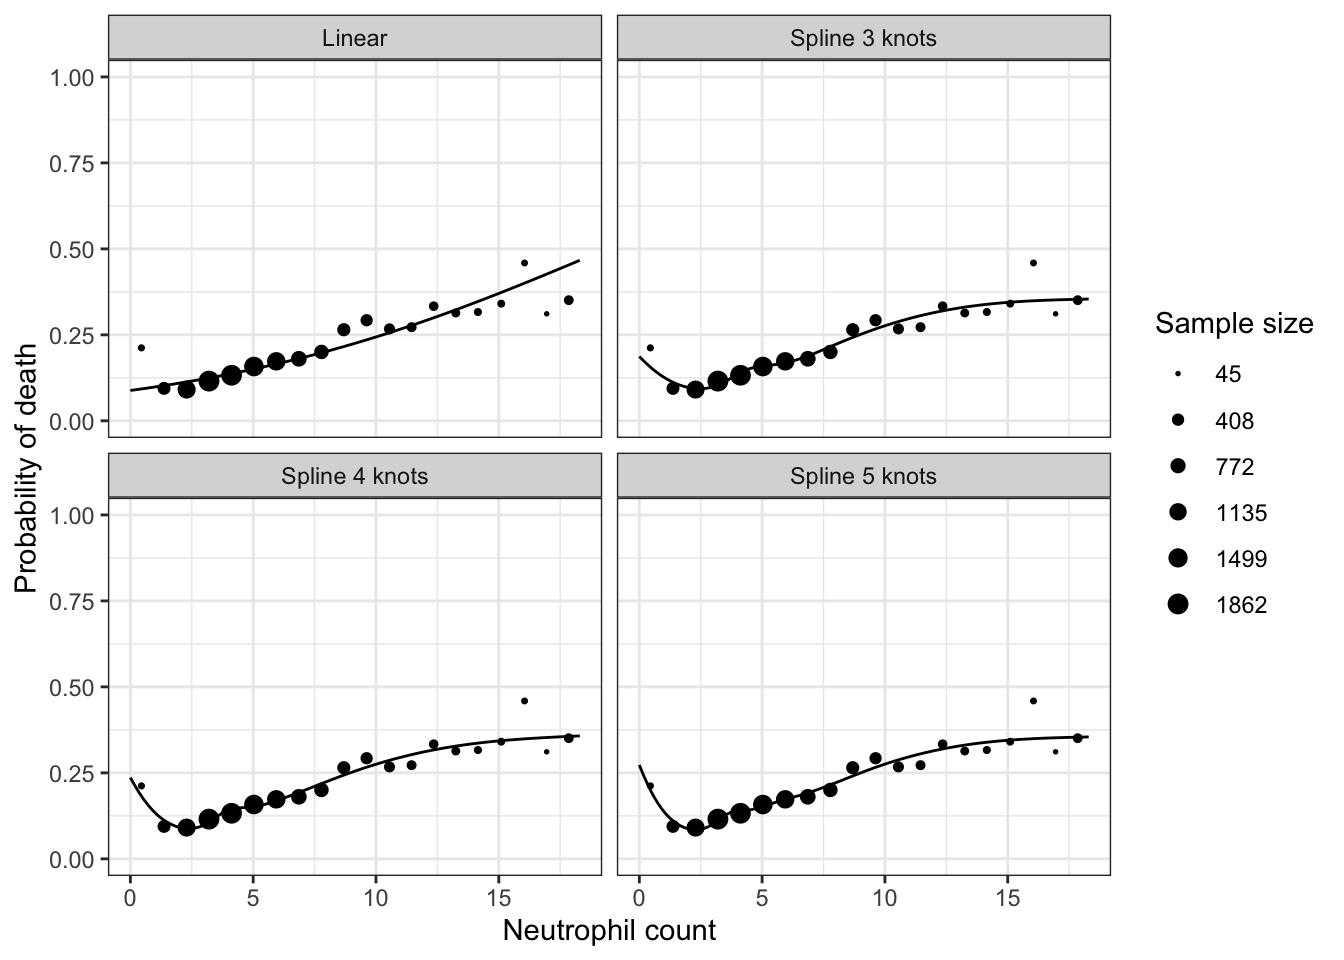 Linear
Spline 3 knots
1.00
0.75
0.50
0.25
0.00
Spline 4 knots
Spline 5 knots
1.00
0.75
0.50
0.25
0.00
0 5 10 15
0 5 10 15
Neutrophil count
Probability of death
Sample size
45
408
772
1135
1499
1862